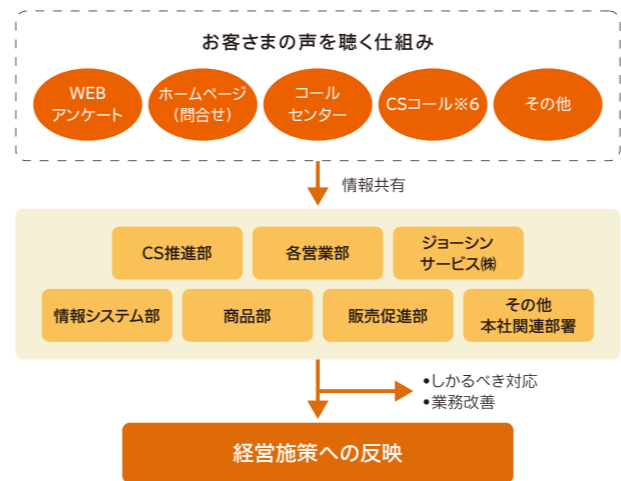 お客さまの声を聴く仕組み
WEB
アンケート
ホームページ
(問合せ)
コール
センター
CSコール※6
その他
情報共有
CS推進部
各営業部
ジョーシン
サービス㈱
情報システム部
商品部
販売促進部
その他
本社関連部署
•しかるべき対応
•業務改善
経営施策への反映